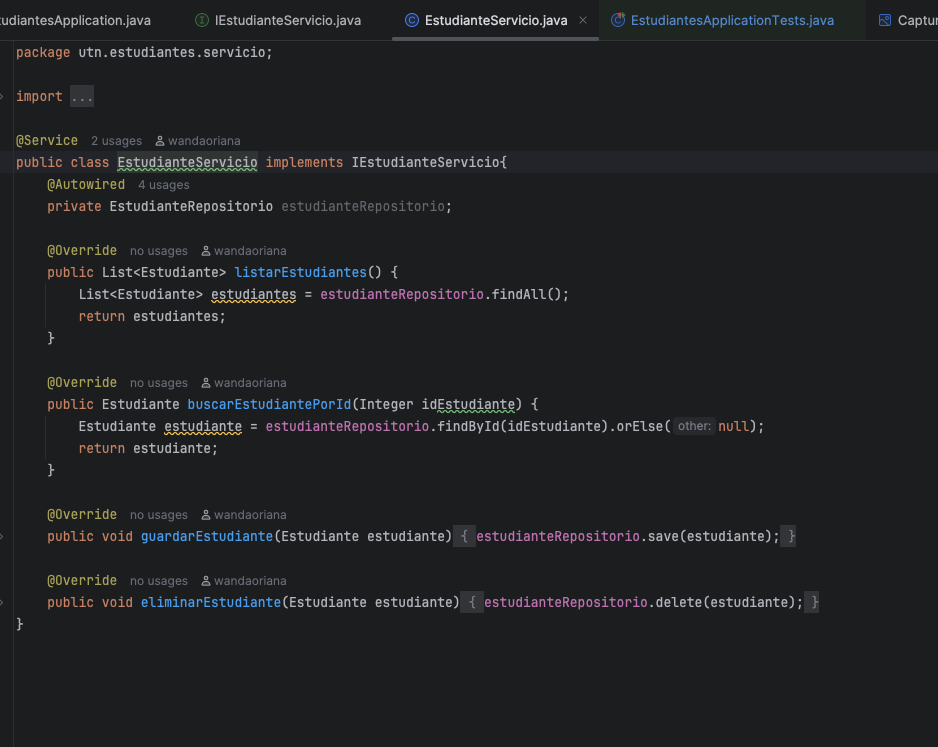 udiantesApplication.java IEstudianteServicio.java EstudianteServicio.java × EstudiantesApplicationTests.java Captur
package utn.estudiantes.servicio;
import ...
@Service 2 usages wandaoriana
public class EstudianteServicio implements IEstudianteServicio{
@Autowired 4 usages
private EstudianteRepositorio estudianteRepositorio;
@Override no usages wandaoriana
public List<Estudiante> listarEstudiantes() {
List<Estudiante> estudiantes = estudianteRepositorio.findAll();
return estudiantes;
}
@Override no usages wandaoriana
public Estudiante buscarEstudiantePorId(Integer idEstudiante) {
Estudiante estudiante = estudianteRepositorio.findById(idEstudiante).orElse( other: null);
return estudiante;
}
@Override no usages wandaoriana
public void guardarEstudiante(Estudiante estudiante) { estudianteRepositorio.save(estudiante); }
@Override no usages wandaoriana
public void eliminarEstudiante(Estudiante estudiante) { estudianteRepositorio.delete(estudiante); }
}